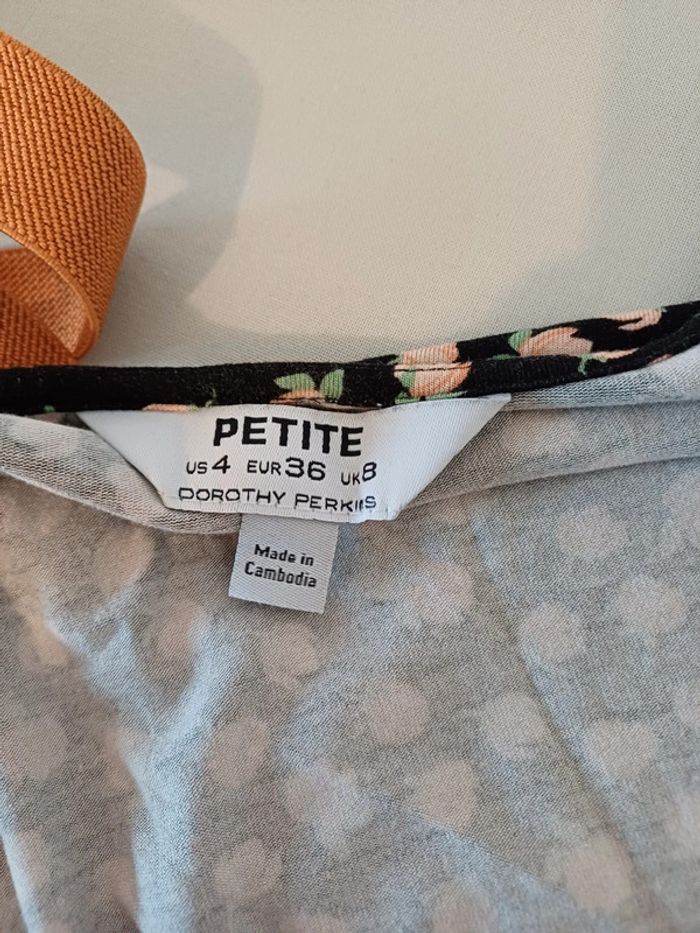 PETITE
US 4 EUR 36 UK 8
DOROTHY PERKINS
Made in
Cambodia